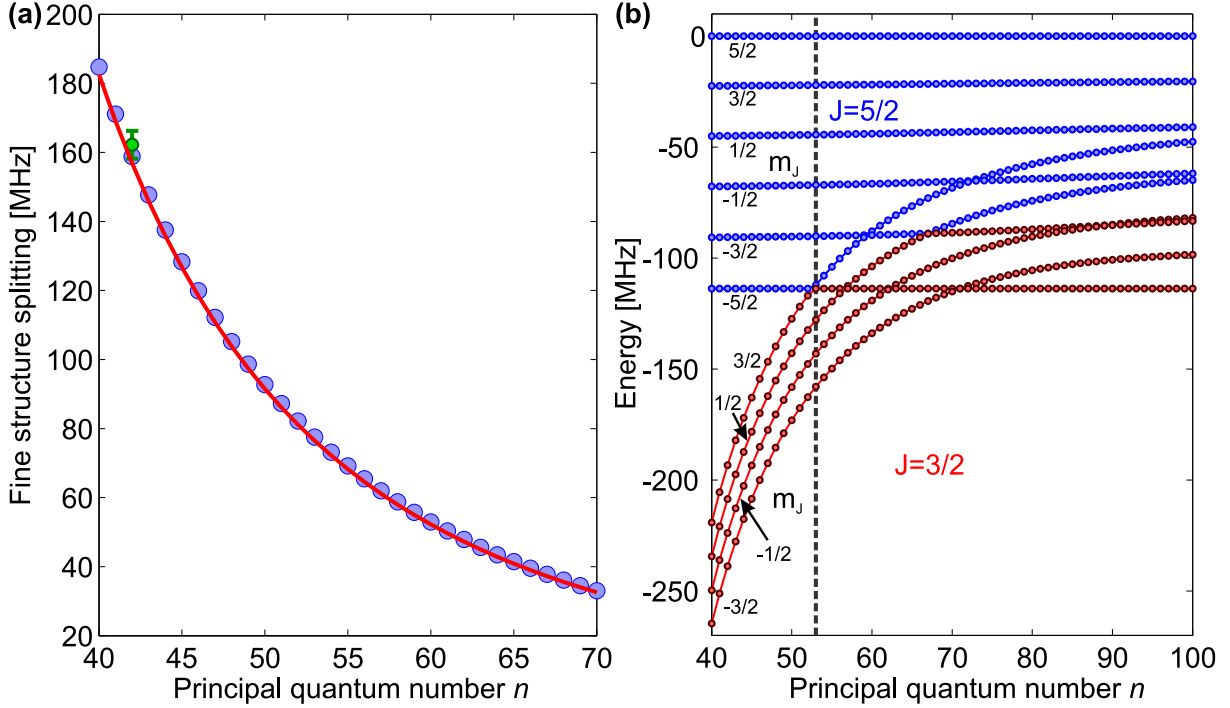 (a)
200
180
160
140
120
100
80
60
40
20
Fine structure splitting [MHz]
40 45 50 55 60 65 70
Principal quantum number n
(b)
0
-50
-100
-150
-200
-250
Energy [MHz]
5/2
3/2
J=5/2
1/2
m_J
-1/2
-3/2
-5/2
3/2
1/2
J=3/2
m_J
-1/2
-3/2
40 50 60 70 80 90 100
Principal quantum number n